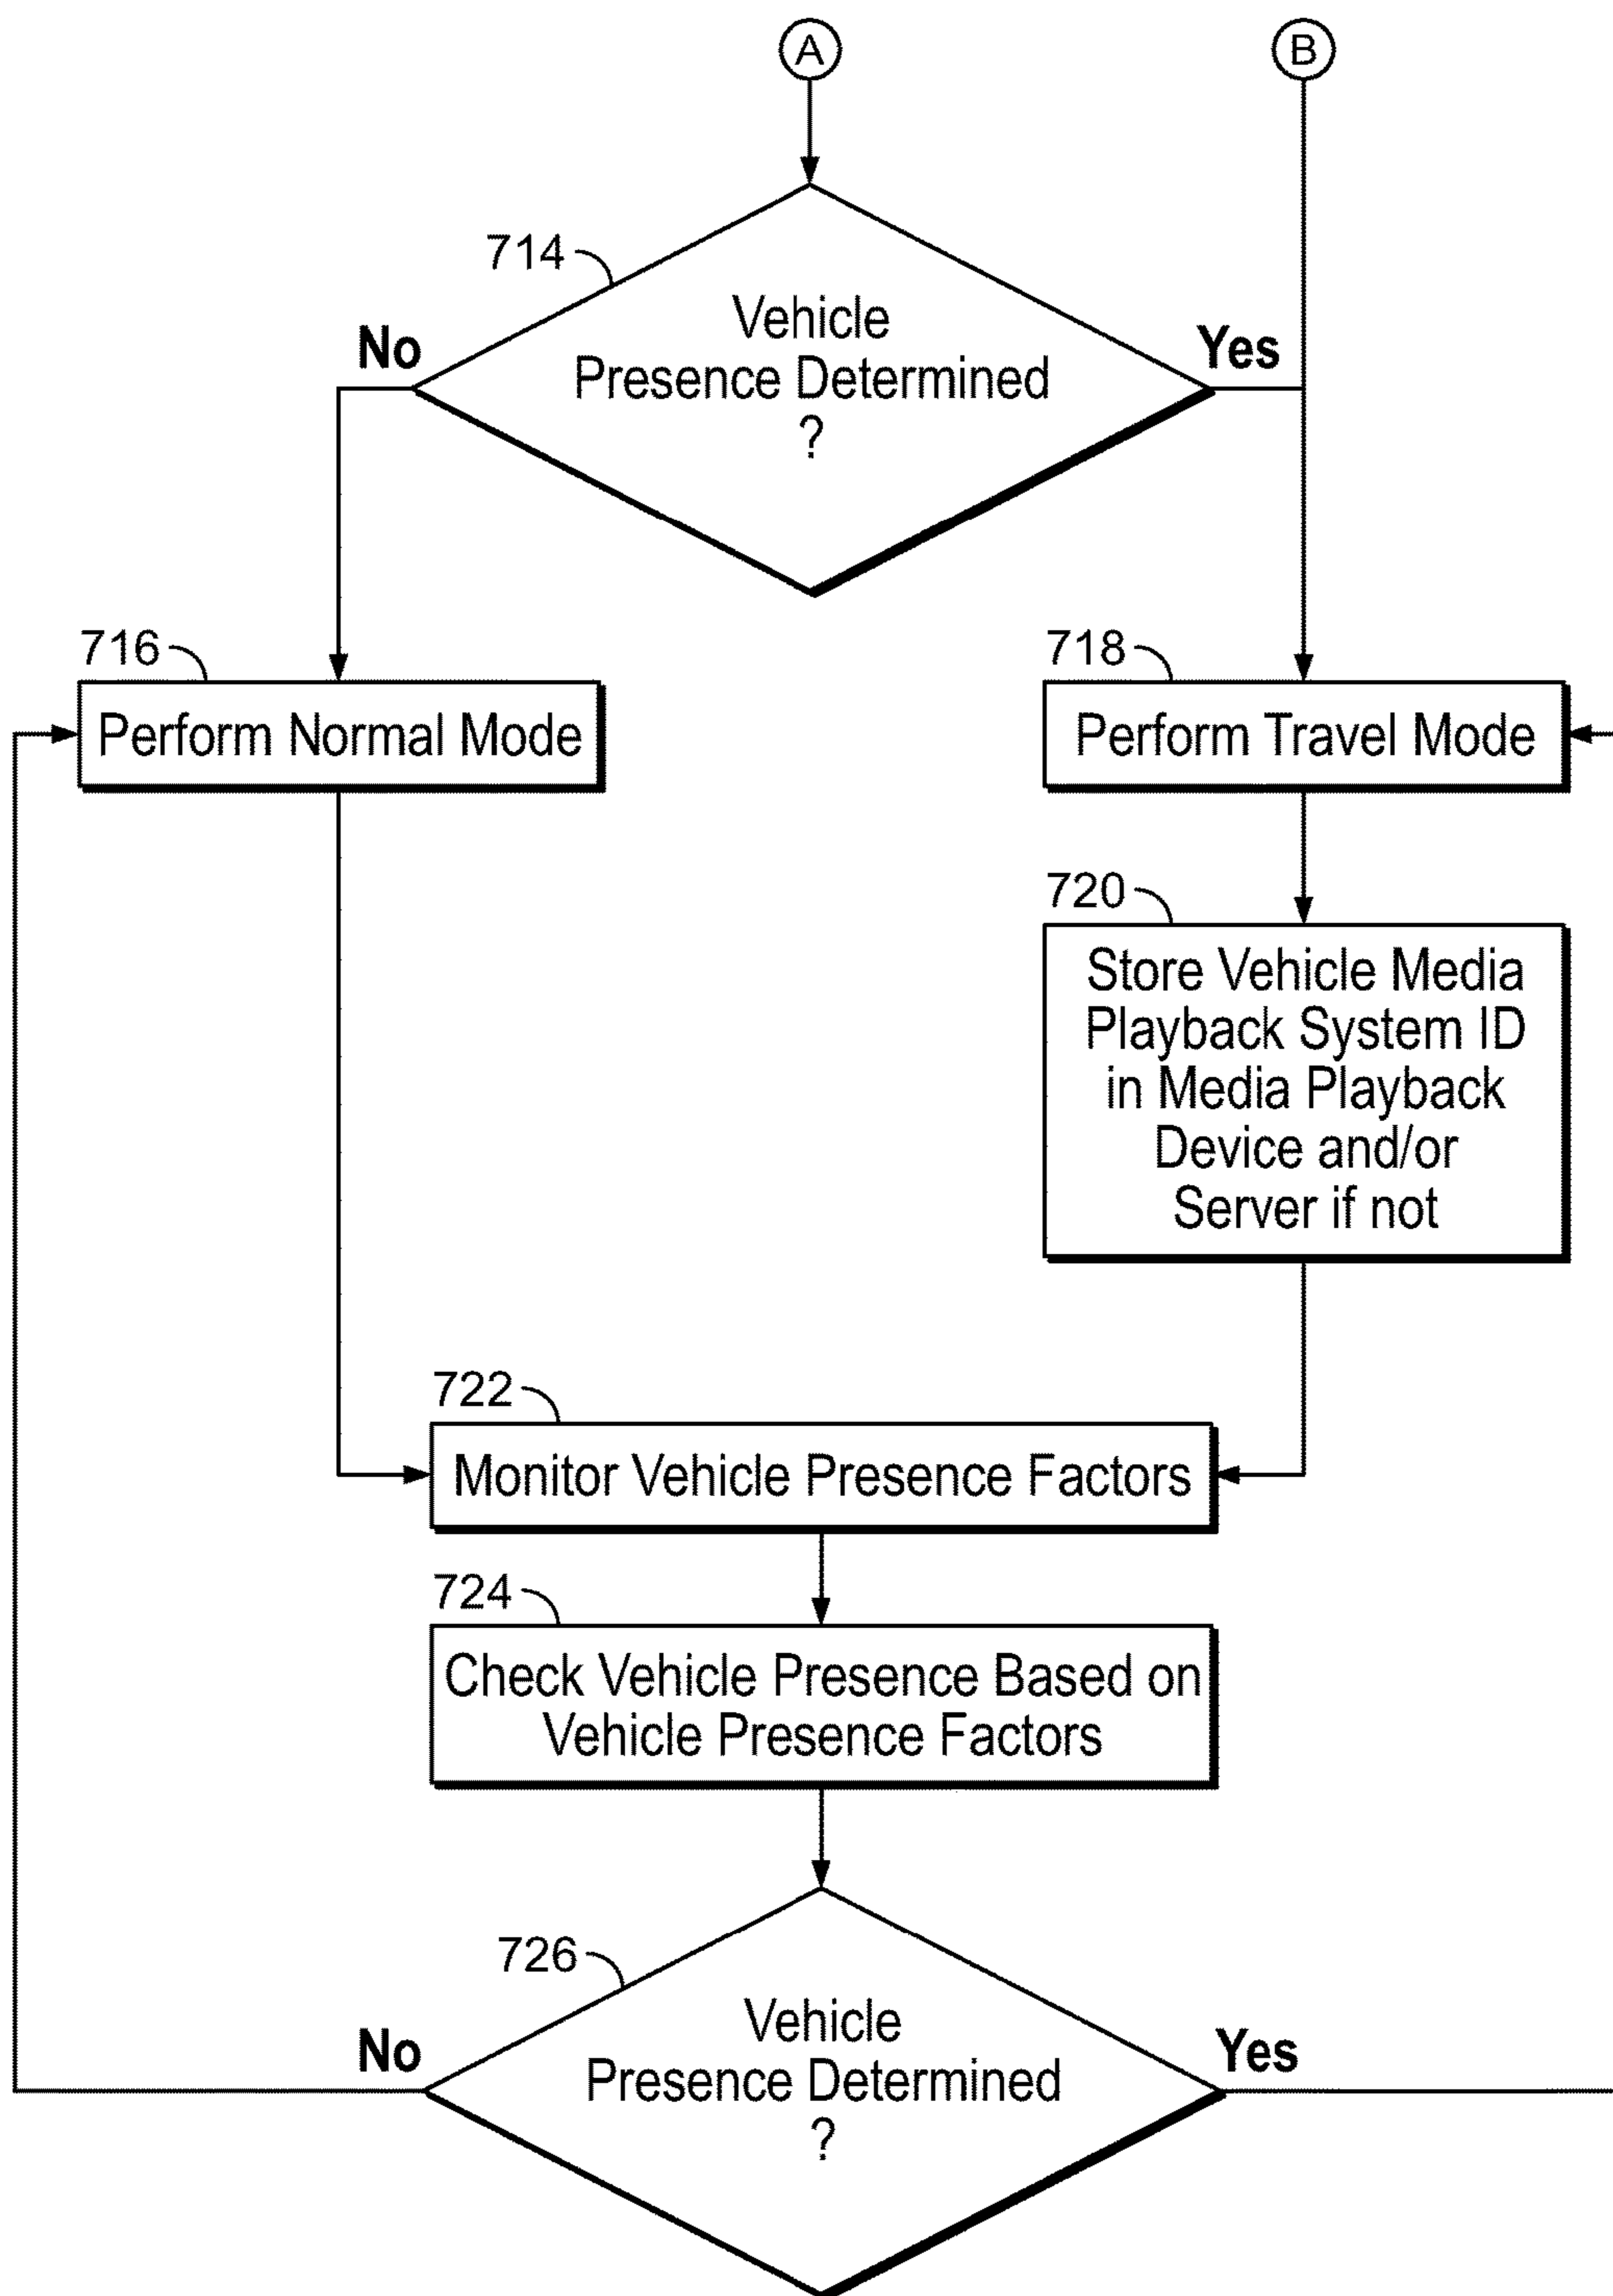 A
B
714
No
Vehicle
Presence Determined
?
Yes
716
Perform Normal Mode
718
Perform Travel Mode
720
Store Vehicle Media
Playback System ID
in Media Playback
Device and/or
Server if not
722
Monitor Vehicle Presence Factors
724
Check Vehicle Presence Based on
Vehicle Presence Factors
726
No
Vehicle
Presence Determined
?
Yes